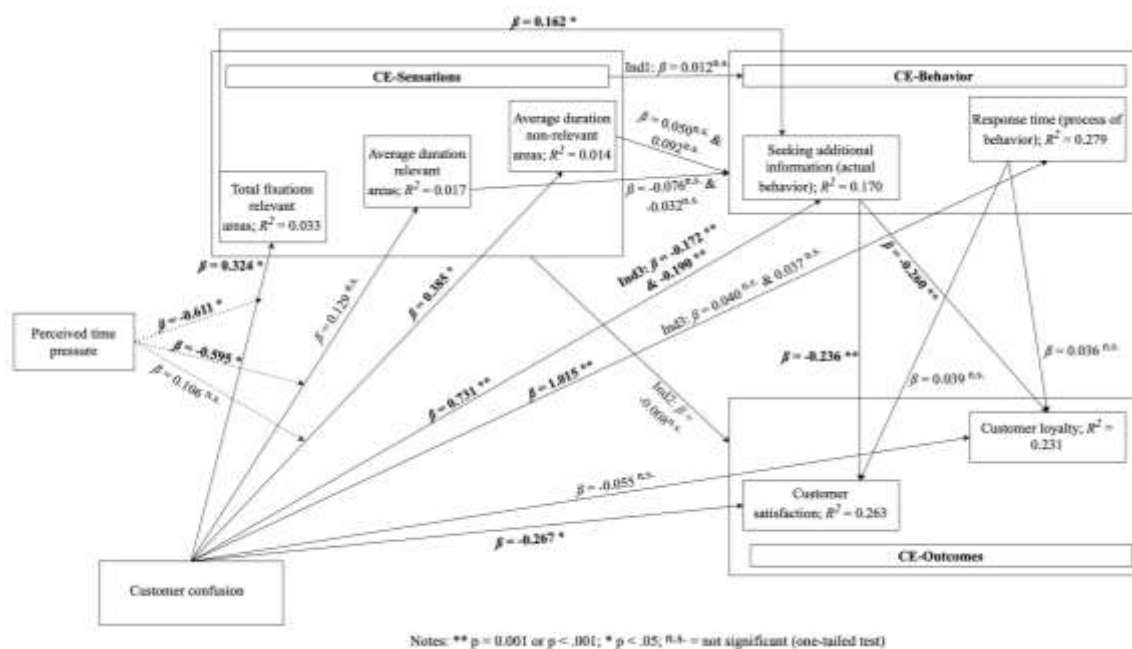 β = 0.162 *
CE-Sensations
Ind1: β = 0.012 n.s.
CE-Behavior
Average duration
non-relevant
areas; R² = 0.014
β = 0.050 n.s. &
0.092 n.s.
Response time (process of
behavior); R² = 0.279
Average duration
relevant
areas; R² = 0.017
Seeking additional
information (actual
behavior); R² = 0.170
Total fixations
relevant
areas; R² = 0.033
β = -0.076 n.s. &
-0.032 n.s.
β = 0.324 *
β = 0.129 n.s.
β = 0.385 *
Ind3: β = -0.172 **
& -0.190 **
Ind3: β = 0.040 n.s. & 0.037 n.s.
β = -0.260 **
Perceived time
pressure
β = -0.611 *
β = -0.595 *
β = 0.106 n.s.
β = 0.731 **
β = 1.015 **
Ind2: β =
-0.008 n.s.
β = -0.236 **
β = 0.039 n.s.
β = 0.036 n.s.
Customer loyalty; R² =
0.231
β = -0.055 n.s.
Customer
satisfaction; R² = 0.263
β = -0.267 *
CE-Outcomes
Customer confusion
Notes: ** p = 0.001 or p < .001; * p < .05; n.s. = not significant (one-tailed test)